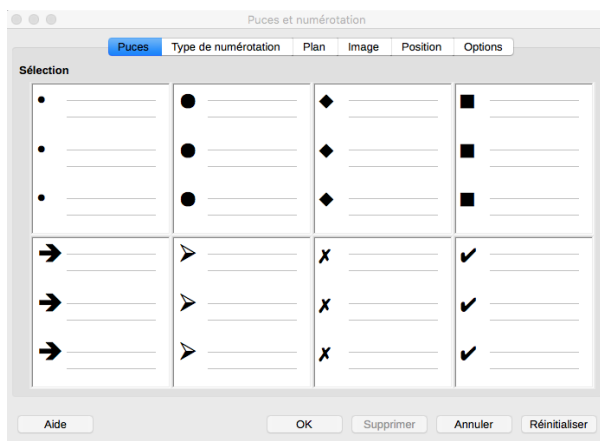 Puces et numérotation
Puces Type de numérotation Plan Image Position Options
Sélection
Aide OK Supprimer Annuler Réinitialiser